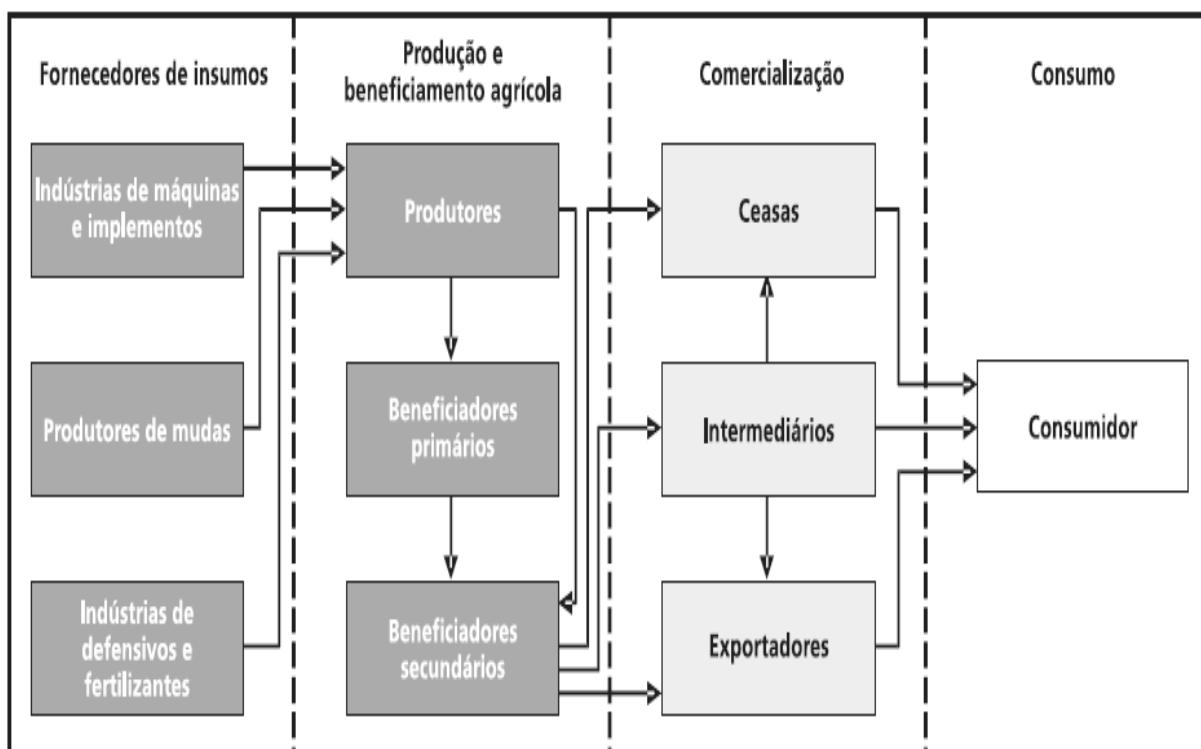 Fornecedores de insumos
Produção e
beneficiamento agrícola
Comercialização
Consumo
Indústrias de máquinas
e implementos
Produtores
Ceasas
Produtores de mudas
Beneficiadores
primários
Intermediários
Consumidor
Indústrias de
defensivos e
fertilizantes
Beneficiadores
secundários
Exportadores